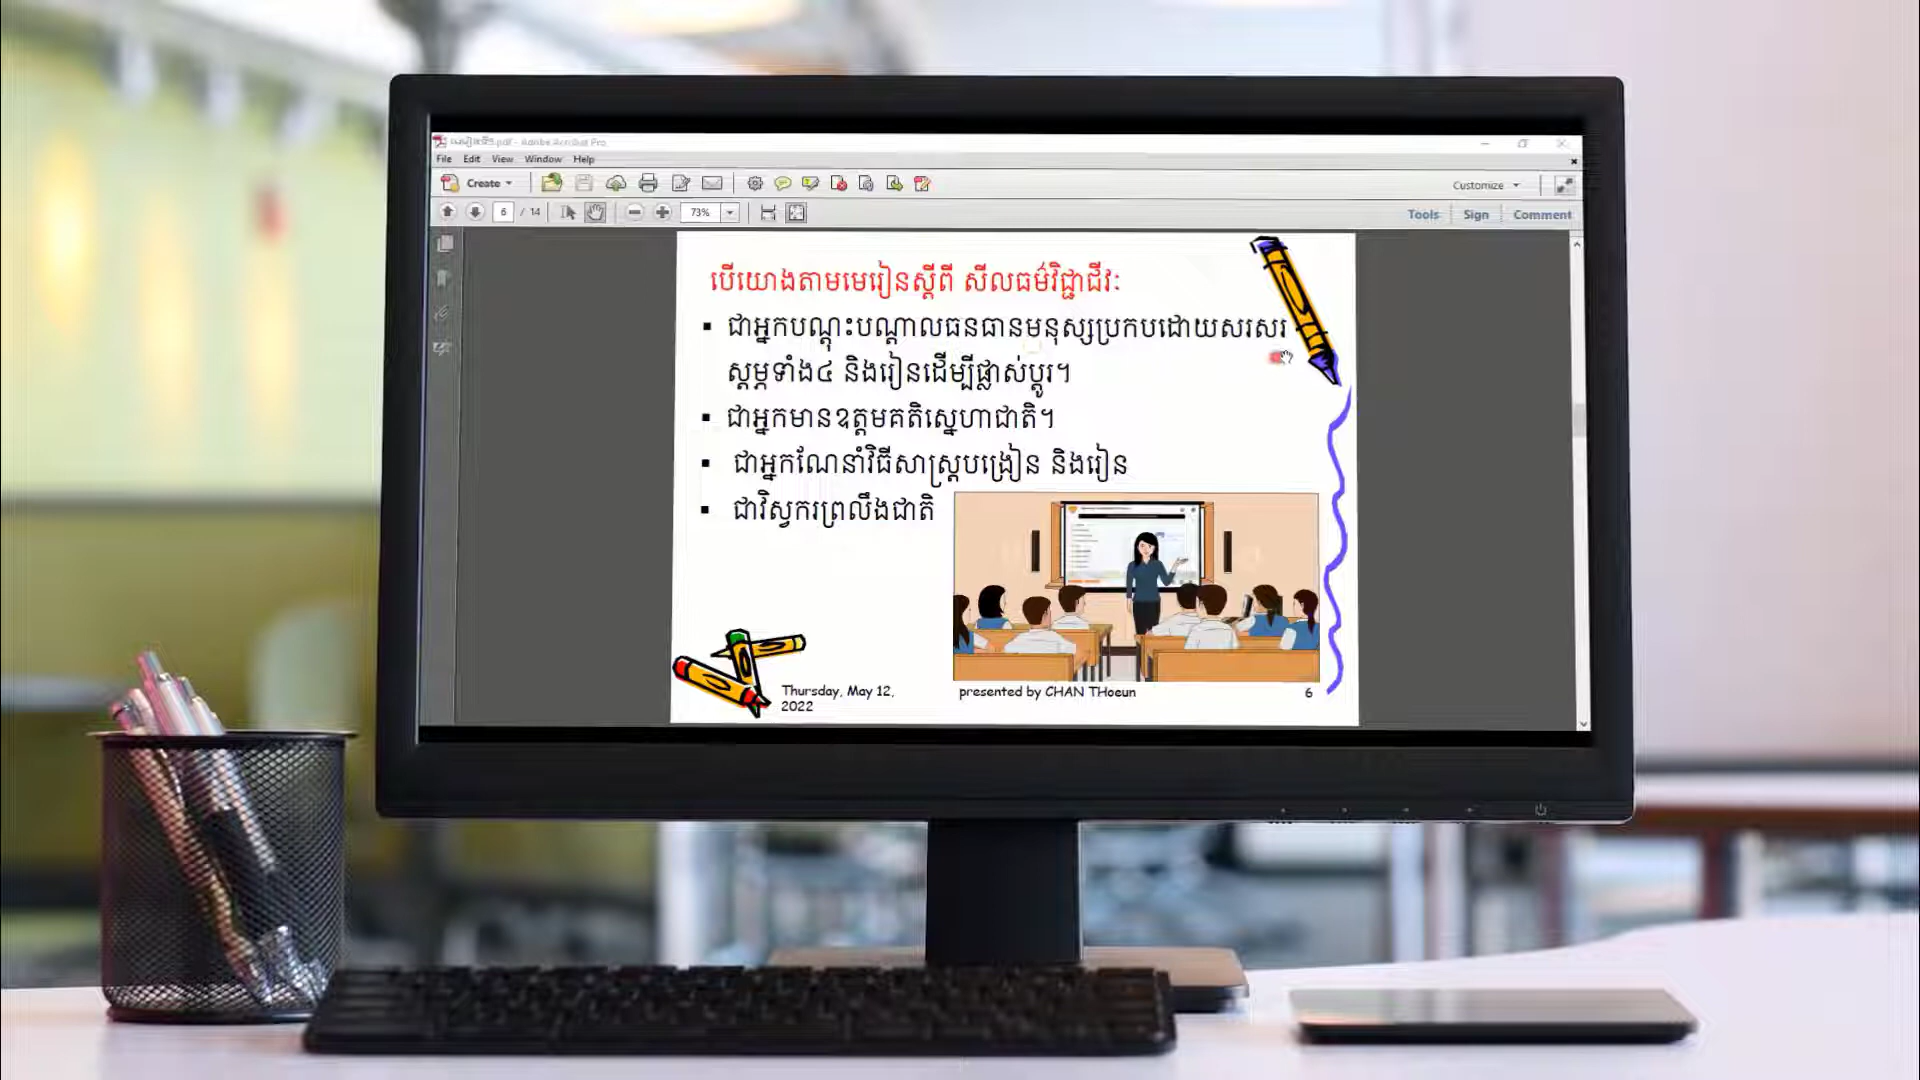 .pdf - Adobe Acrobat Pro
File Edit View Window Help
Create Customize
6 / 14 73% Tools Sign Comment
បើយោងតាមមេរៀនស្តីពី សីលធម៌វិជ្ជាជីវៈ
▪ ជាអ្នកបណ្តុះបណ្តាលធនធានមនុស្សប្រកបដោយសរសរ
ស្តម្ភទាំង៤ និងរៀនដើម្បីផ្លាស់ប្តូរ។
▪ ជាអ្នកមានឧត្តមគតិស្នេហាជាតិ។
▪ ជាអ្នកណែនាំវិធីសាស្ត្របង្រៀន និងរៀន
▪ ជាវិស្វករព្រលឹងជាតិ
Thursday, May 12,
2022
presented by CHAN THoeun
6